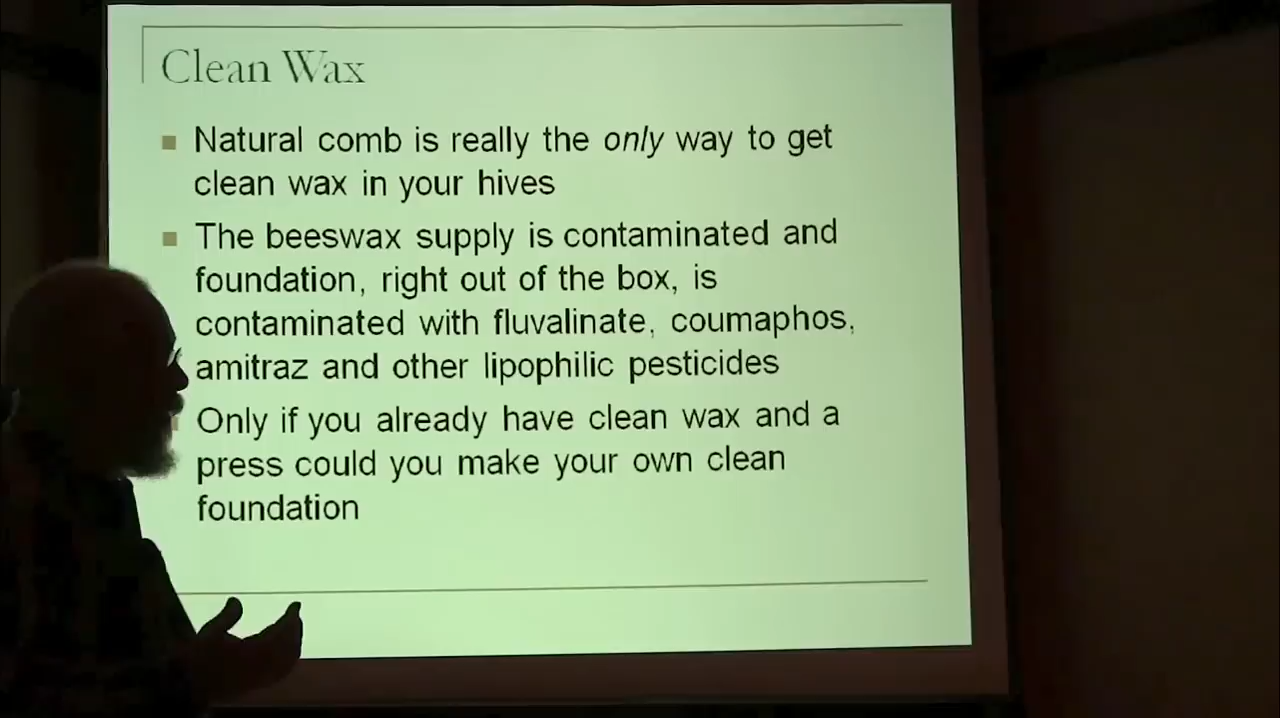 Clean Wax
Natural comb is really the only way to get
clean wax in your hives
The beeswax supply is contaminated and
foundation, right out of the box, is
contaminated with fluvalinate, coumaphos,
amitraz and other lipophilic pesticides
Only if you already have clean wax and a
press could you make your own clean
foundation